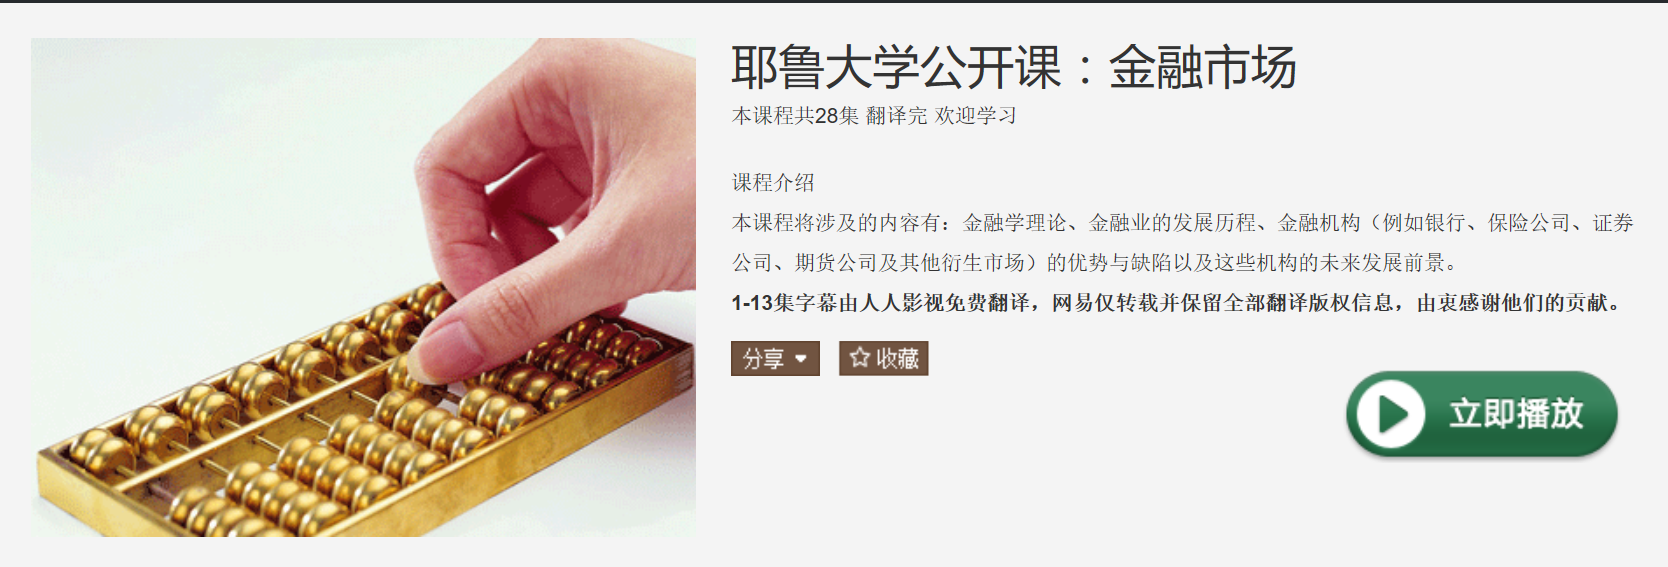 耶鲁大学公开课：金融市场
本课程共28集 翻译完 欢迎学习
课程介绍
本课程将涉及的内容有：金融学理论、金融业的发展历程、金融机构（例如银行、保险公司、证券
公司、期货公司及其他衍生市场）的优势与缺陷以及这些机构的未来发展前景。
1-13集字幕由人人影视免费翻译，网易仅转载并保留全部翻译版权信息，由衷感谢他们的贡献。
分享
收藏
立即播放